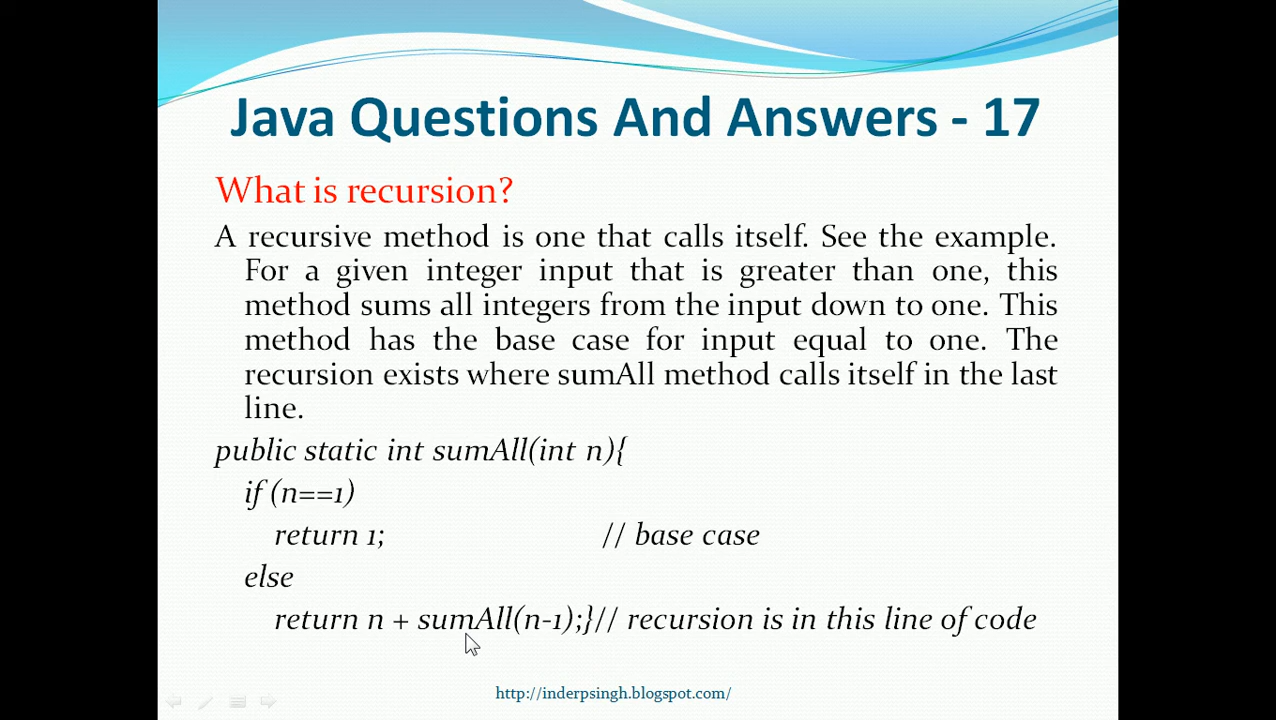 Java Questions And Answers - 17
What is recursion?
A recursive method is one that calls itself. See the example.
For a given integer input that is greater than one, this
method sums all integers from the input down to one. This
method has the base case for input equal to one. The
recursion exists where sumAll method calls itself in the last
line.
public static int sumAll(int n){
if (n==1)
return 1; // base case
else
return n + sumAll(n-1);}// recursion is in this line of code
http://inderpsingh.blogspot.com/